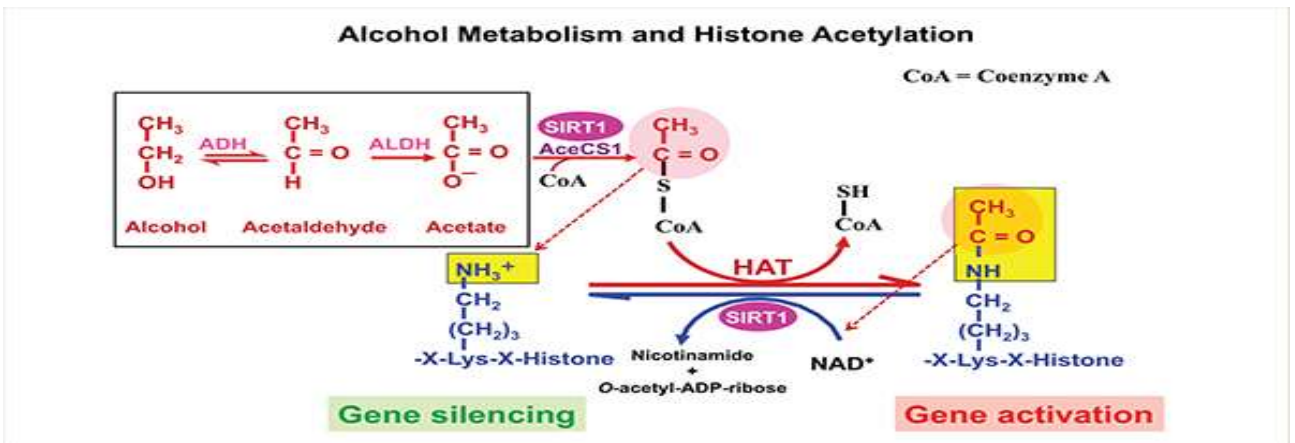 Alcohol Metabolism and Histone Acetylation
CoA = Coenzyme A
CH₃
CH₂
OH
Alcohol
ADH
CH₃
C = O
H
Acetaldehyde
ALDH
CH₃
C = O
O⁻
Acetate
SIRT1
AceCS1
CoA
CH₃
C = O
S
CoA
HAT
SH
CoA
NH₃⁺
CH₂
(CH₂)₃
-X-Lys-X-Histone
SIRT1
Nicotinamide
+
O-acetyl-ADP-ribose
NAD⁺
CH₃
C = O
NH
CH₂
(CH₂)₃
-X-Lys-X-Histone
Gene silencing
Gene activation